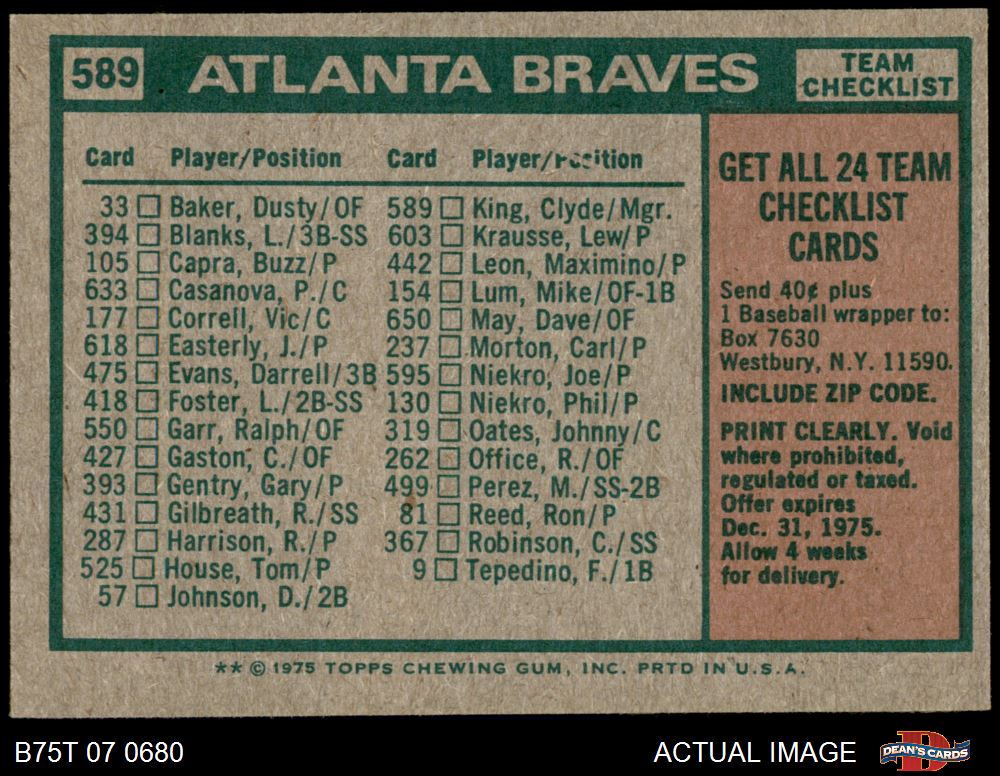 589 ATLANTA BRAVES TEAM CHECKLIST
Card Player/Position
33 Baker, Dusty/OF
394 Blanks, L./3B-SS
105 Capra, Buzz/P
633 Casanova, P./C
177 Correll, Vic/C
618 Easterly, J./P
475 Evans, Darrell/3B
418 Foster, L./2B-SS
550 Garr, Ralph/OF
427 Gaston, C./OF
393 Gentry, Gary/P
431 Gilbreath, R./SS
287 Harrison, R./P
525 House, Tom/P
57 Johnson, D./2B
Card Player/Position
589 King, Clyde/Mgr.
603 Krausse, Lew/P
442 Leon, Maximino/P
154 Lum, Mike/OF-1B
650 May, Dave/OF
237 Morton, Carl/P
595 Niekro, Joe/P
130 Niekro, Phil/P
319 Oates, Johnny/C
262 Office, R./OF
499 Perez, M./SS-2B
81 Reed, Ron/P
367 Robinson, C./SS
9 Tepedino, F./1B
GET ALL 24 TEAM
CHECKLIST
CARDS
Send 40¢ plus
1 Baseball wrapper to:
Box 7630
Westbury, N.Y. 11590.
INCLUDE ZIP CODE.
PRINT CLEARLY. Void
where prohibited,
regulated or taxed.
Offer expires
Dec. 31, 1975.
Allow 4 weeks
for delivery.
** © 1975 TOPPS CHEWING GUM, INC. PRTD IN U.S.A.
B75T 07 0680
ACTUAL IMAGE
DEAN'S CARDS